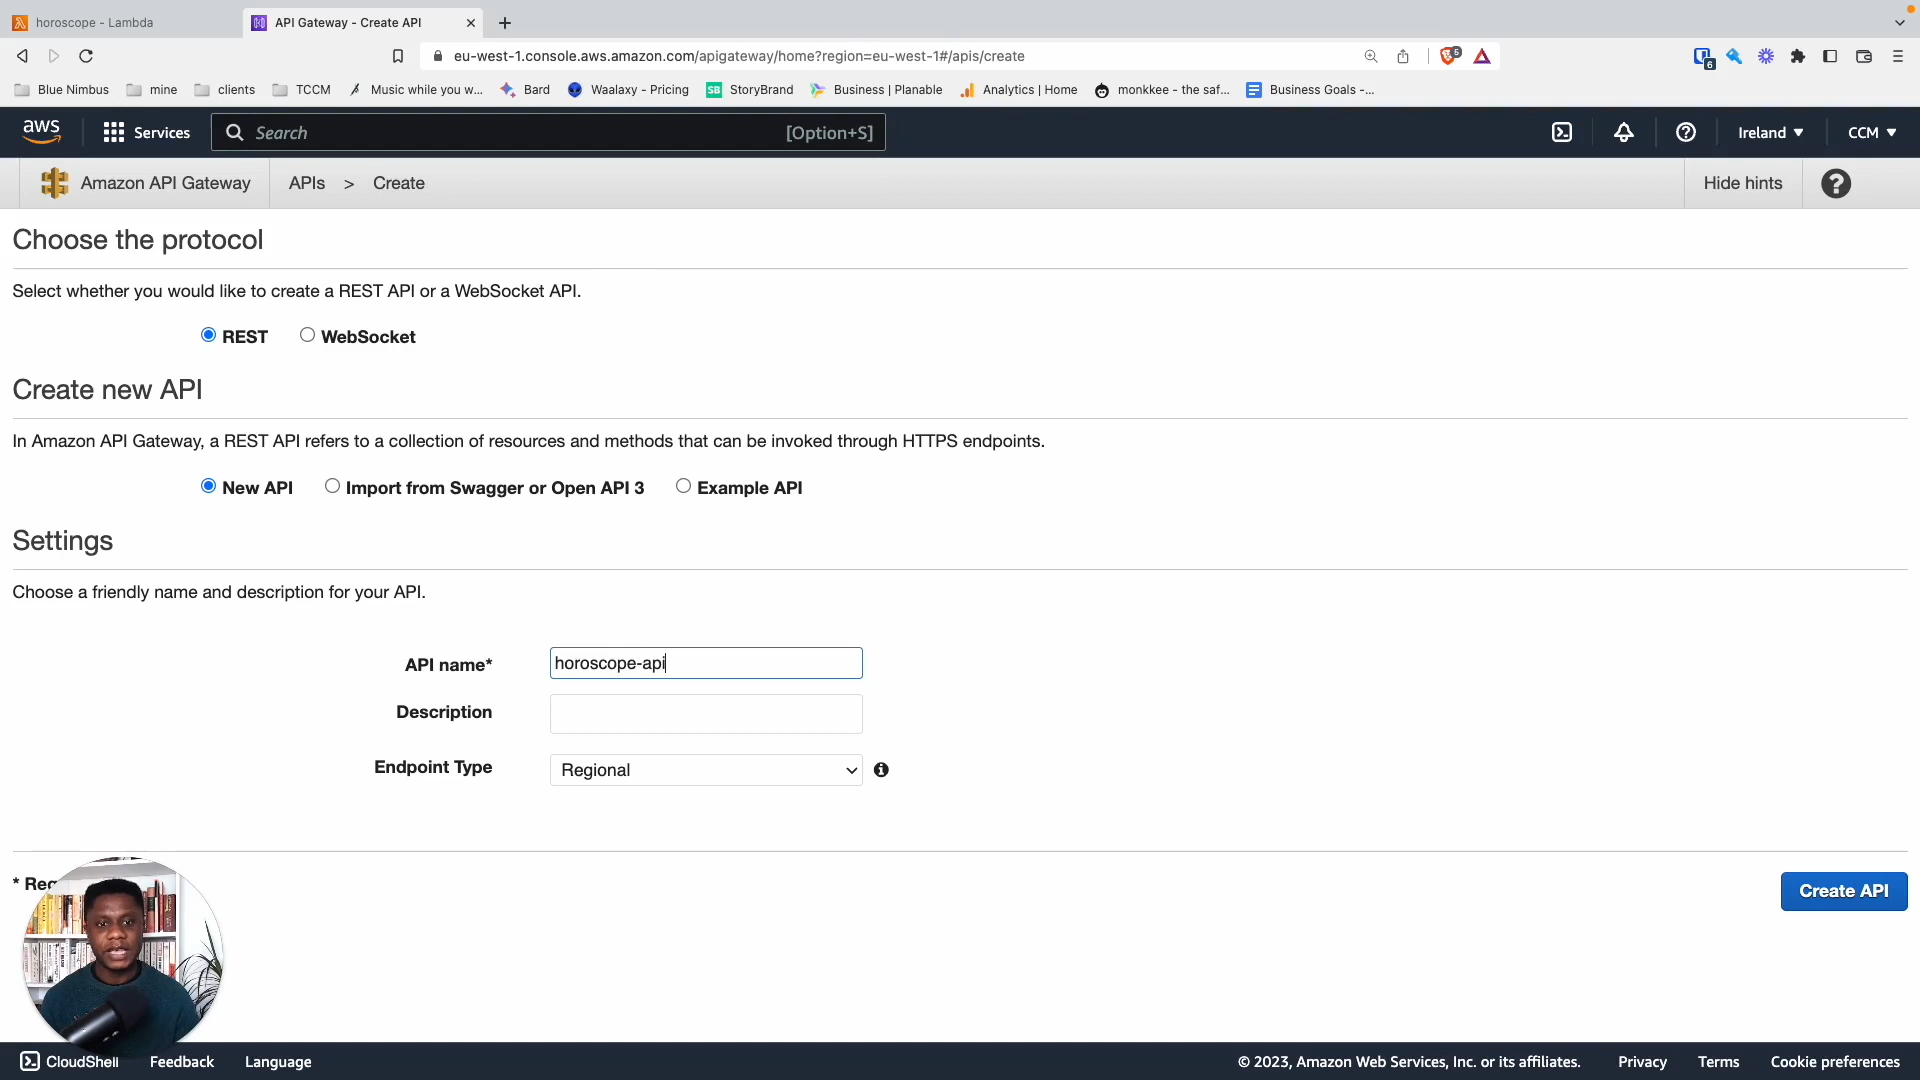 horoscope - Lambda
API Gateway - Create API
eu-west-1.console.aws.amazon.com/apigateway/home?region=eu-west-1#/apis/create
5
6
Blue Nimbus
mine
clients
TCCM
Music while you w...
Bard
Waalaxy - Pricing
SB
StoryBrand
Business | Planable
Analytics | Home
monkkee - the saf...
Business Goals -...
aws
Services
Search
[Option+S]
Ireland
CCM
Amazon API Gateway
APIs > Create
Hide hints
Choose the protocol
Select whether you would like to create a REST API or a WebSocket API.
REST
WebSocket
Create new API
In Amazon API Gateway, a REST API refers to a collection of resources and methods that can be invoked through HTTPS endpoints.
New API
Import from Swagger or Open API 3
Example API
Settings
Choose a friendly name and description for your API.
API name*
horoscope-api
Description
Endpoint Type
Regional
Create API
CloudShell
Feedback
Language
© 2023, Amazon Web Services, Inc. or its affiliates.
Privacy
Terms
Cookie preferences